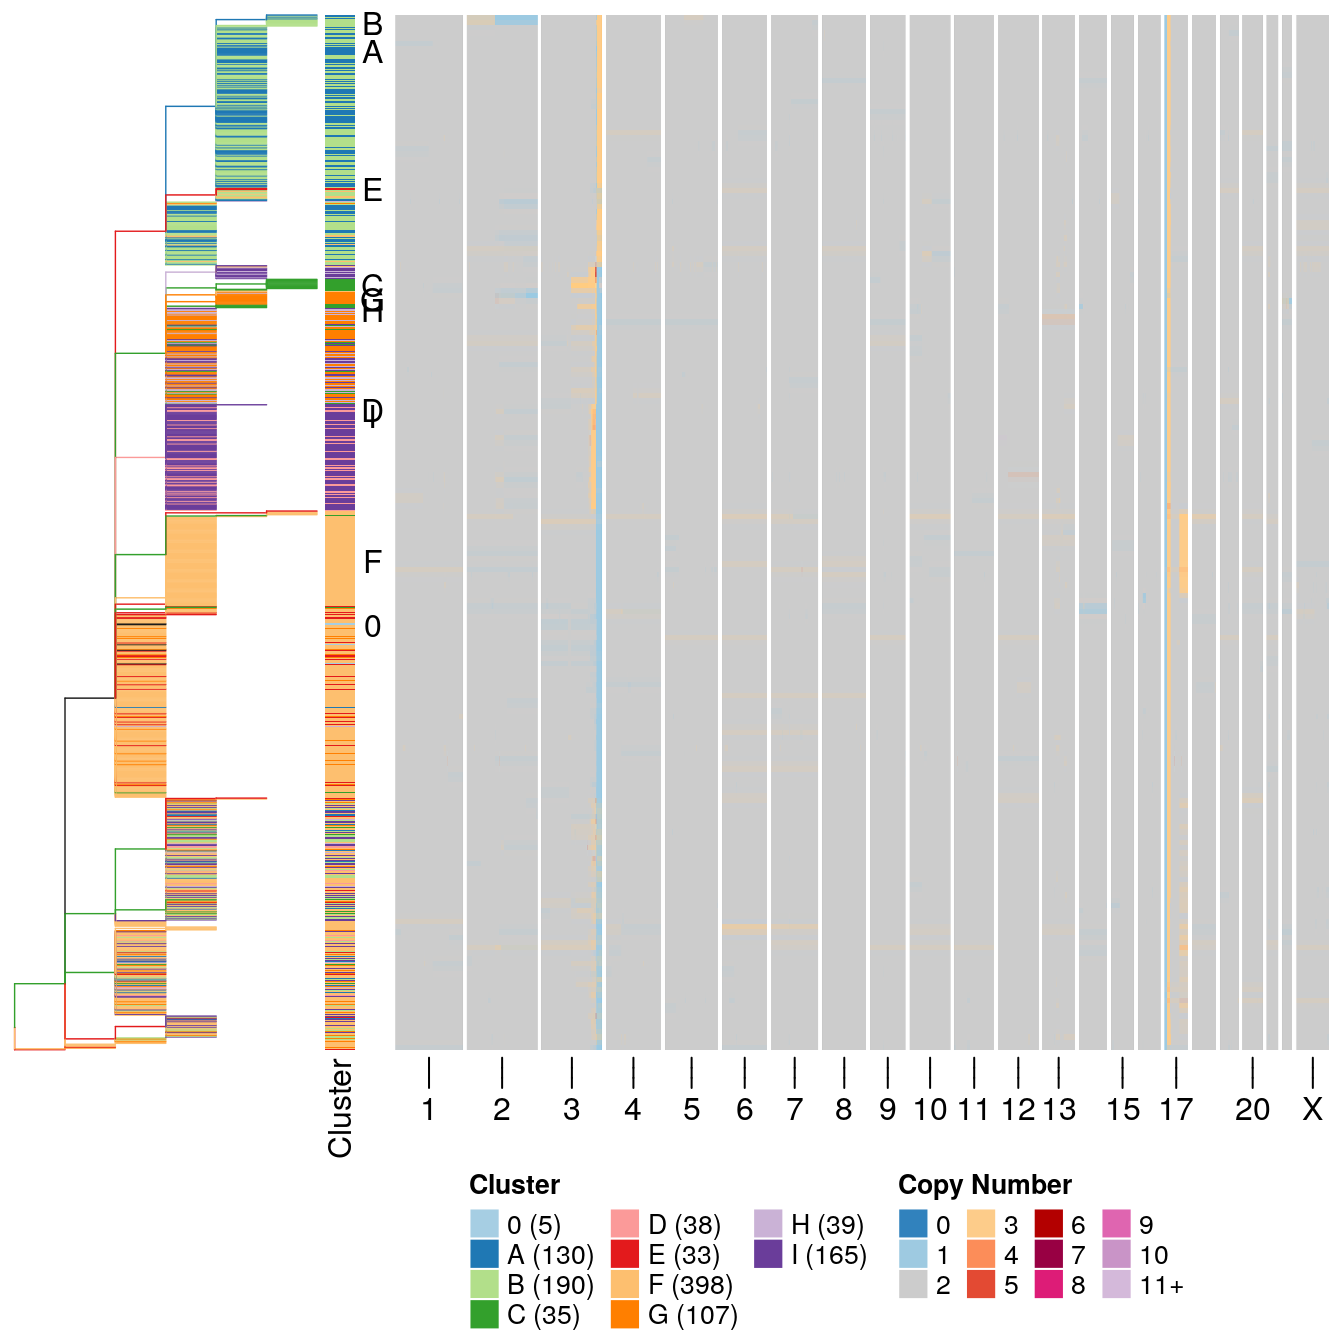 B
A
E
C
G
H
D
I
F
0
Cluster
1 2 3 4 5 6 7 8 9 10 11 12 13 15 17 20 X
Cluster
0 (5) D (38) H (39)
A (130) E (33) I (165)
B (190) F (398)
C (35) G (107)
Copy Number
0 3 6 9
1 4 7 10
2 5 8 11+